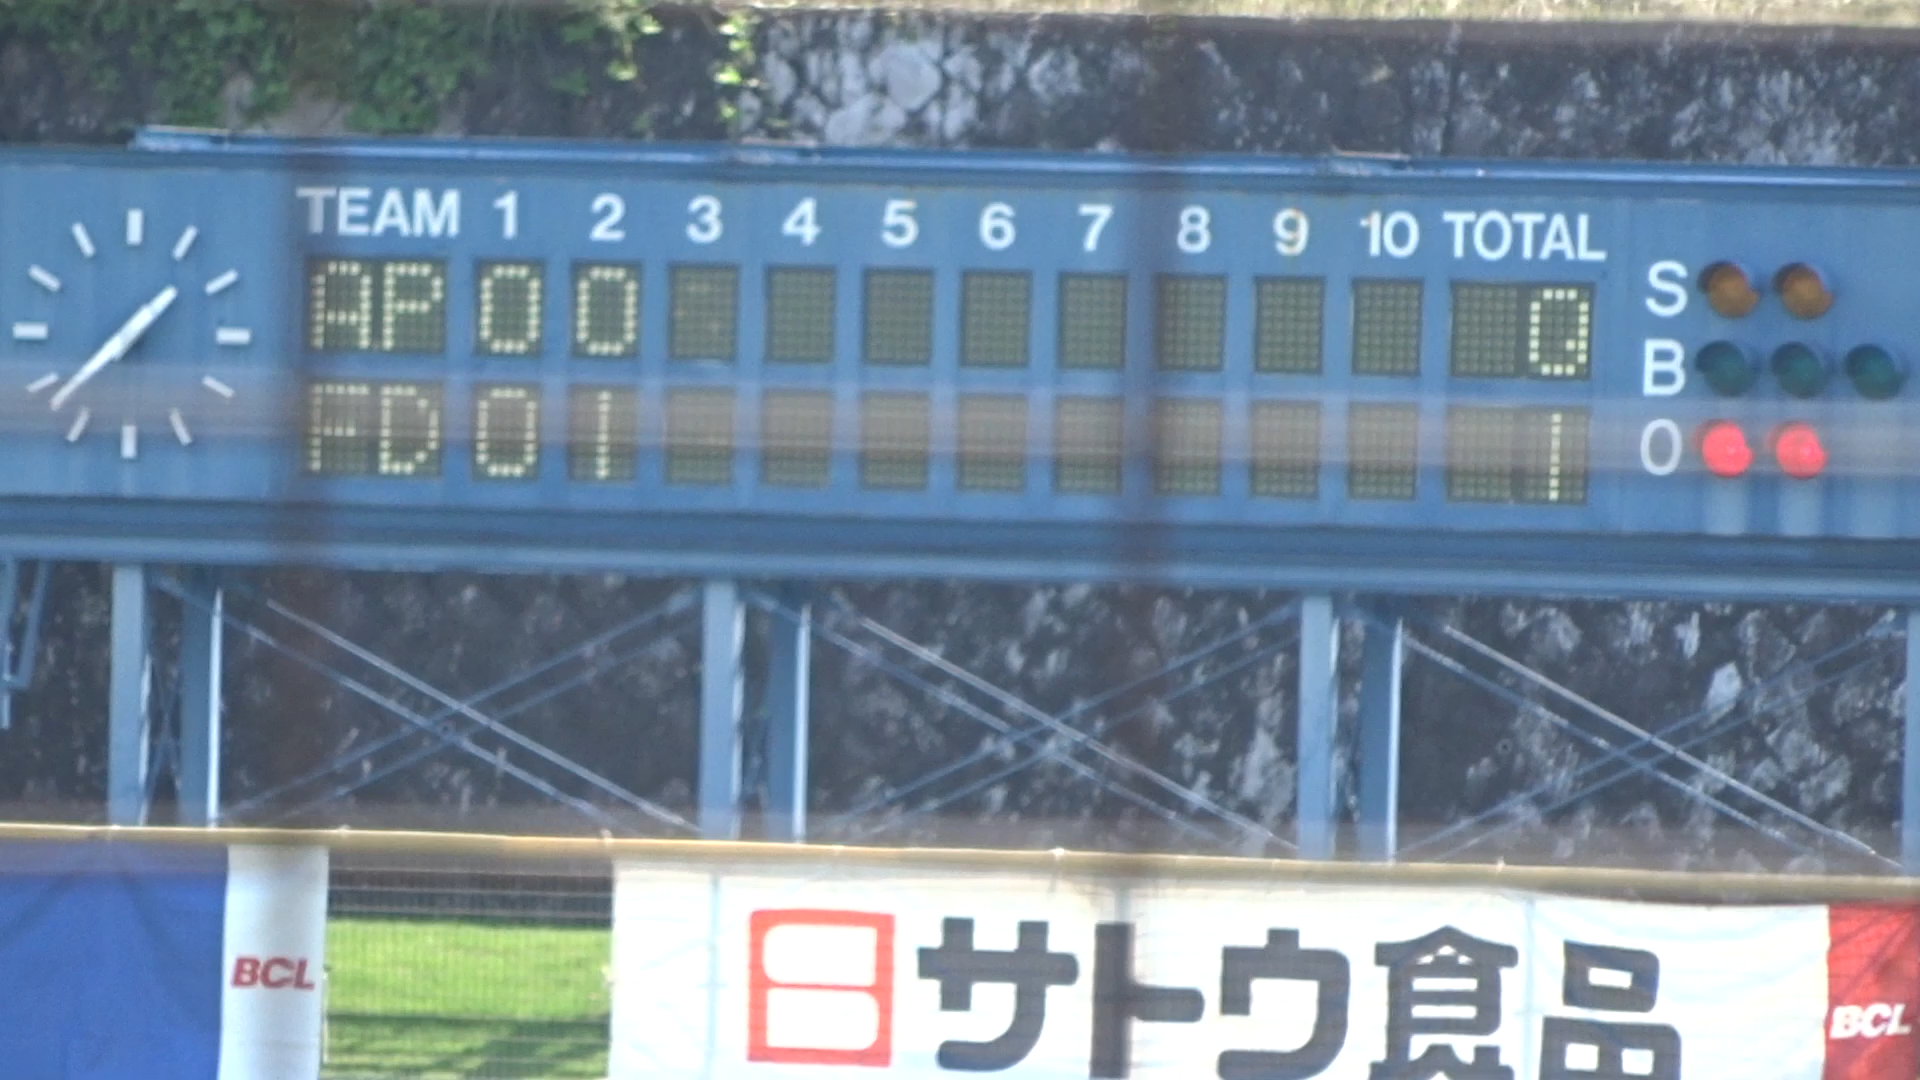 TEAM 1 2 3 4 5 6 7 8 9 10 TOTAL
AP 0 0 0
FD 0 1 1
S
B
O
BCL
サトウ食品
BCL